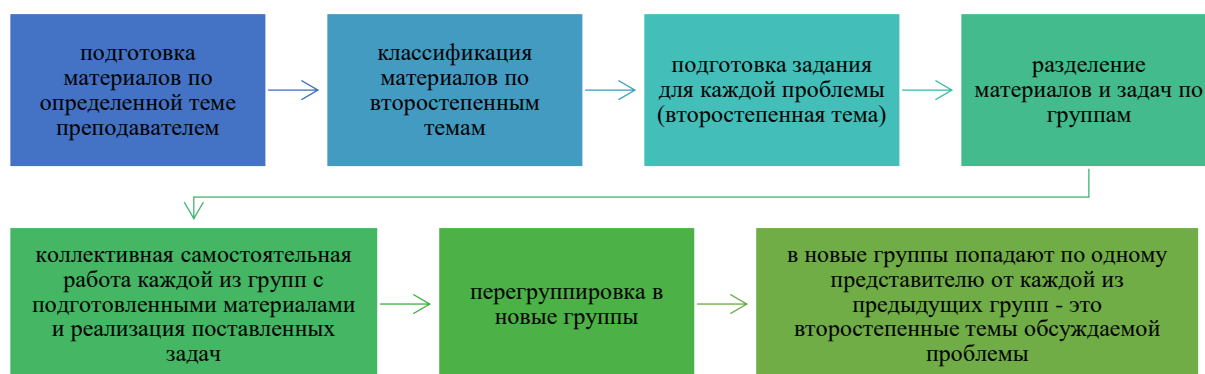 подготовка
материалов по
определенной теме
преподавателем
классификация
материалов по
второстепенным
темам
подготовка задания
для каждой проблемы
(второстепенная тема)
разделение
материалов и задач по
группам
коллективная самостоятельная
работа каждой из групп с
подготовленными материалами
и реализация поставленных
задач
перегруппировка в
новые группы
в новые группы попадают по одному
представителю от каждой из
предыдущих групп - это
второстепенные темы обсуждаемой
проблемы